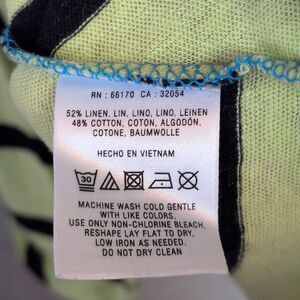 RN : 66170 CA : 32054
52% LINEN, LIN, LINO, LINO, LEINEN
48% COTTON, COTON, ALGODÓN,
COTONE, BAUMWOLLE
HECHO EN VIETNAM
30
MACHINE WASH COLD GENTLE
WITH LIKE COLORS.
USE ONLY NON-CHLORINE BLEACH.
RESHAPE LAY FLAT TO DRY,
LOW IRON AS NEEDED.
DO NOT DRY CLEAN